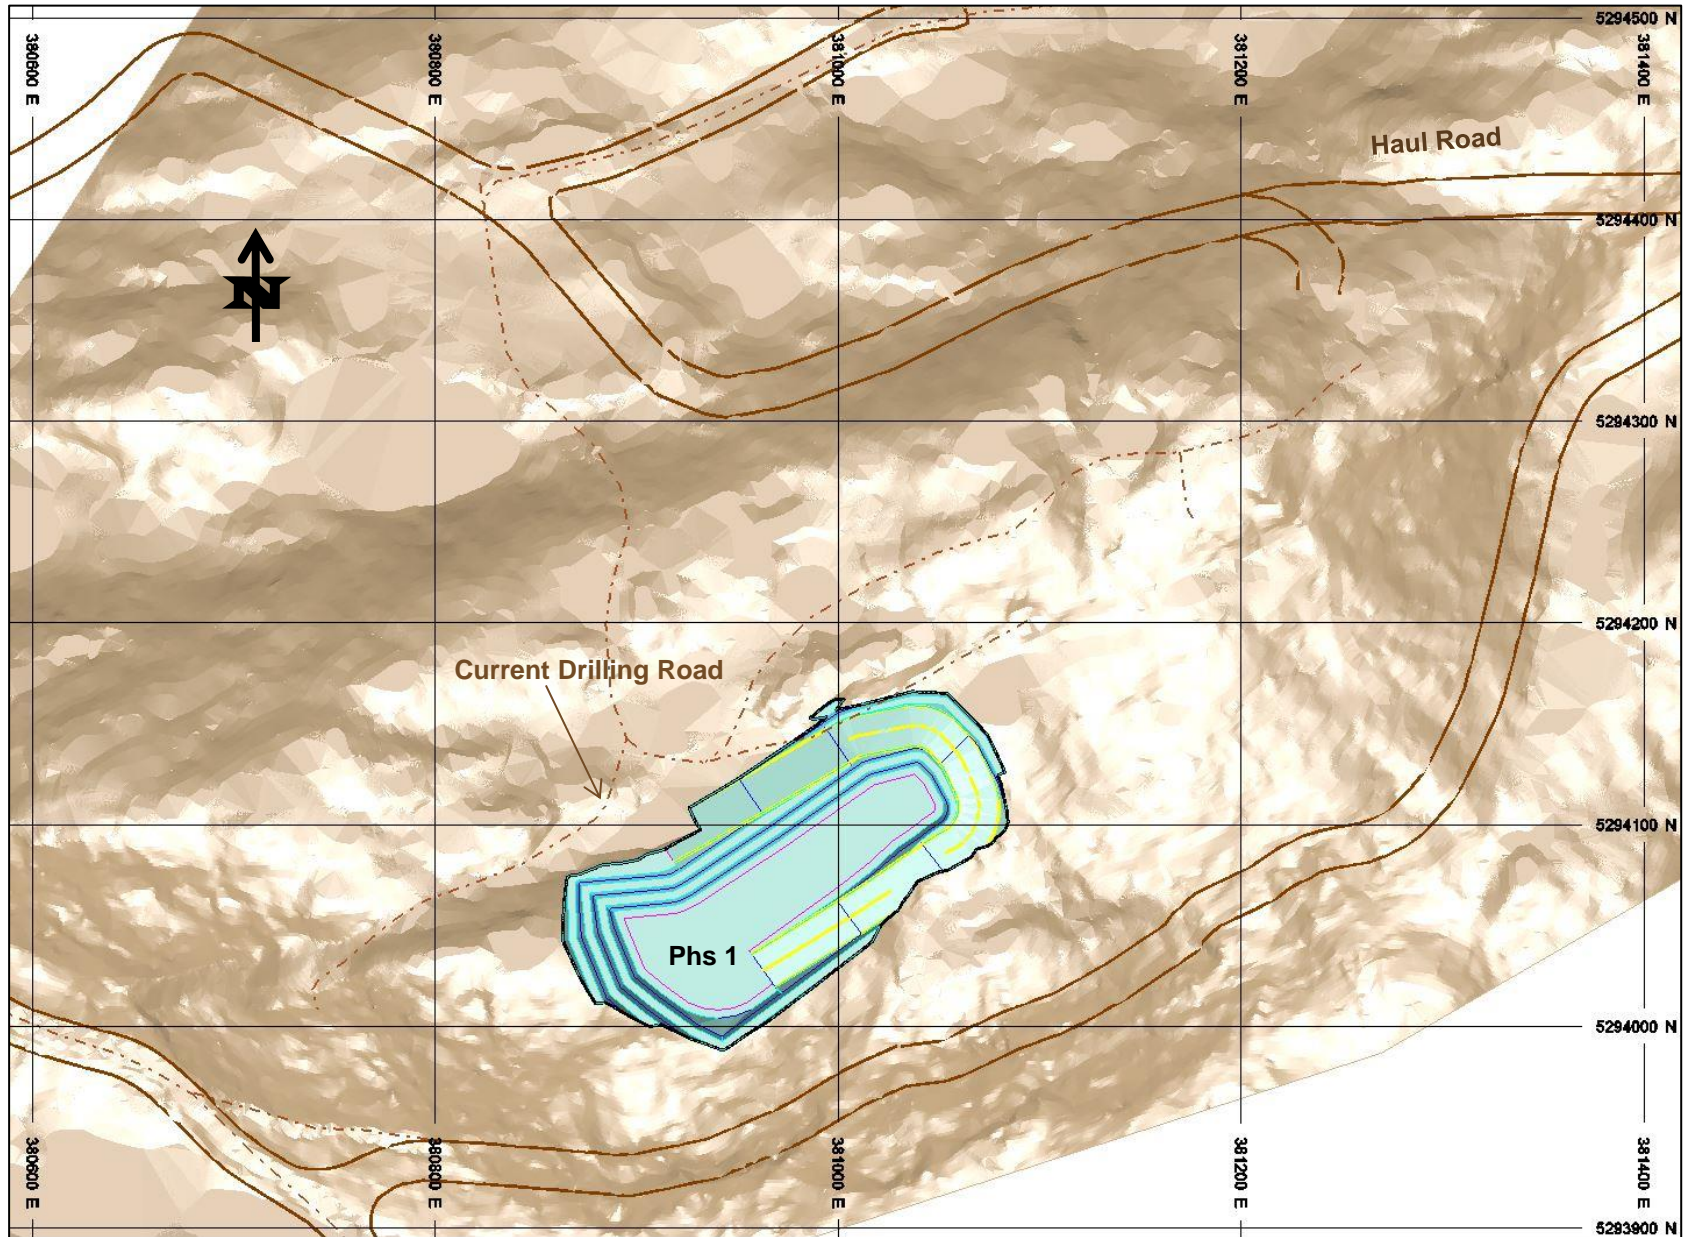 5294500 N
380600 E
380800 E
381000 E
381200 E
381400 E
Haul Road
5294400 N
N
5294300 N
5294200 N
Current Drilling Road
5294100 N
Phs 1
5294000 N
380600 E
380800 E
381000 E
381200 E
381400 E
5293900 N